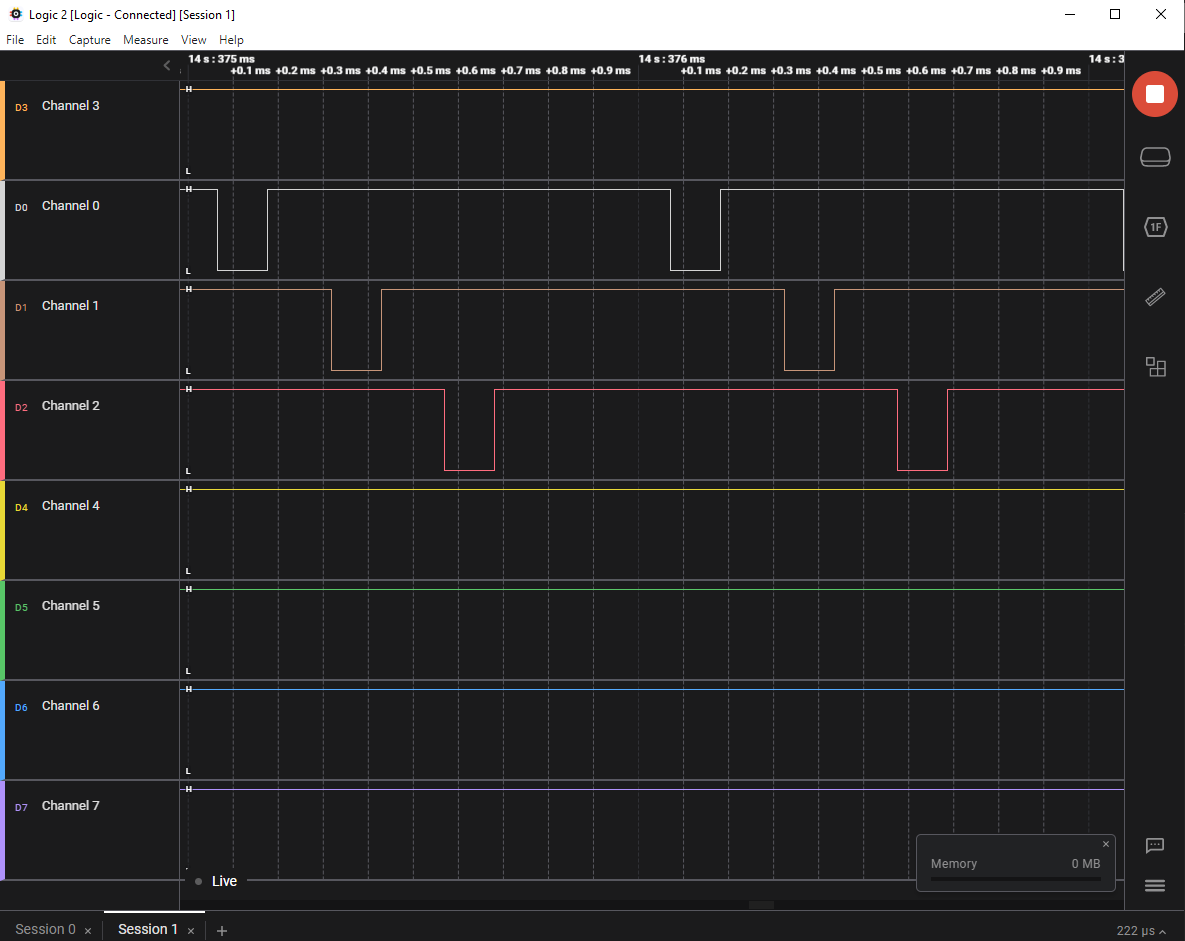 Logic 2 [Logic - Connected] [Session 1]
File Edit Capture Measure View Help
14 s : 375 ms 14 s : 376 ms 14 s : 3
+0.1 ms +0.2 ms +0.3 ms +0.4 ms +0.5 ms +0.6 ms +0.7 ms +0.8 ms +0.9 ms +0.1 ms +0.2 ms +0.3 ms +0.4 ms +0.5 ms +0.6 ms +0.7 ms +0.8 ms +0.9 ms
H
D3 Channel 3
L
H
D0 Channel 0
1F
L
H
D1 Channel 1
L
H
D2 Channel 2
L
H
D4 Channel 4
L
H
D5 Channel 5
L
H
D6 Channel 6
L
H
D7 Channel 7
Memory 0 MB
Live
Session 0 × Session 1 × +
222 µs